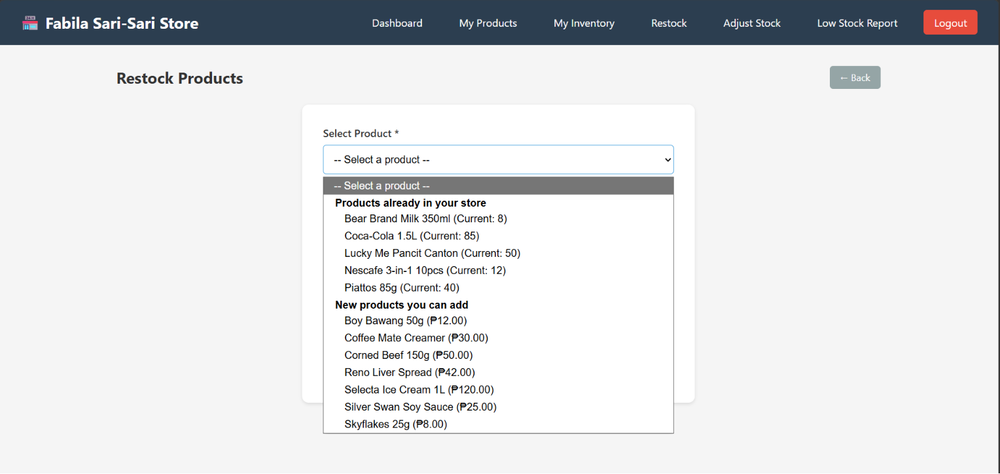 Fabila Sari-Sari Store
Dashboard
My Products
My Inventory
Restock
Adjust Stock
Low Stock Report
Logout
Restock Products
← Back
Select Product *
-- Select a product --
-- Select a product --
Products already in your store
Bear Brand Milk 350ml (Current: 8)
Coca-Cola 1.5L (Current: 85)
Lucky Me Pancit Canton (Current: 50)
Nescafe 3-in-1 10pcs (Current: 12)
Piattos 85g (Current: 40)
New products you can add
Boy Bawang 50g (₱12.00)
Coffee Mate Creamer (₱30.00)
Corned Beef 150g (₱50.00)
Reno Liver Spread (₱42.00)
Selecta Ice Cream 1L (₱120.00)
Silver Swan Soy Sauce (₱25.00)
Skyflakes 25g (₱8.00)